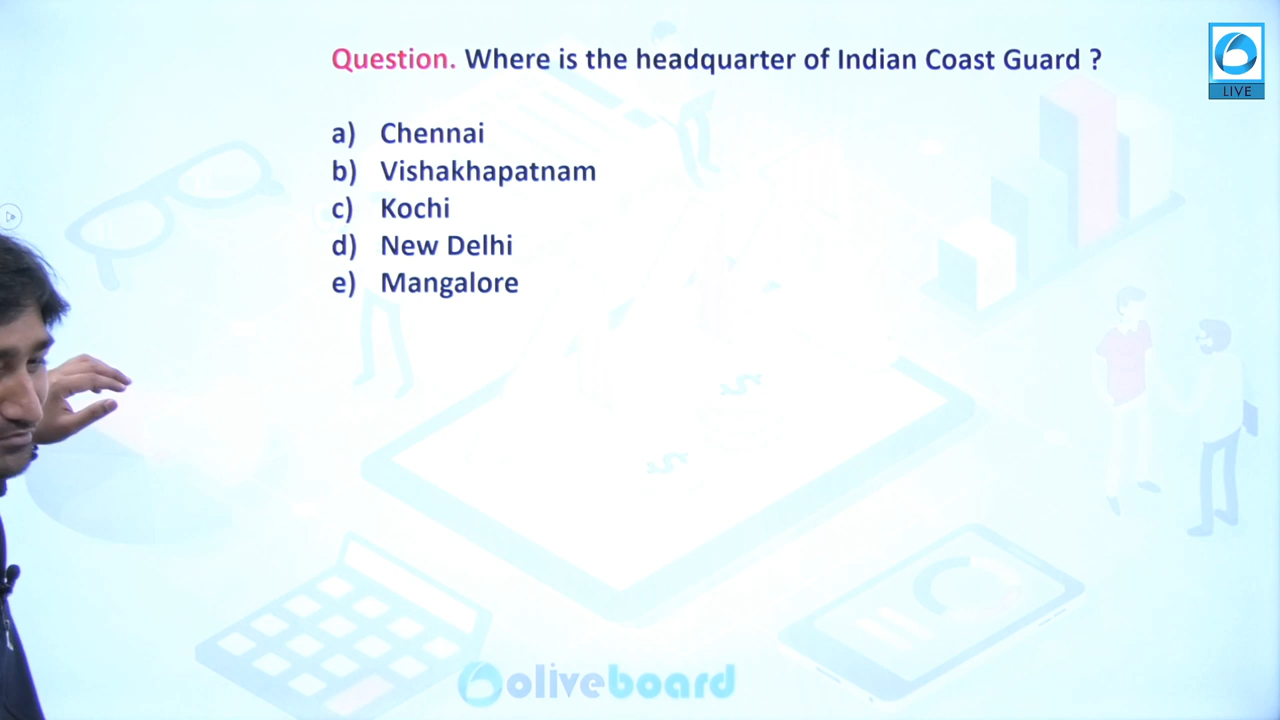 Question. Where is the headquarter of Indian Coast Guard ?
LIVE
a) Chennai
b) Vishakhapatnam
c) Kochi
d) New Delhi
e) Mangalore
oliveboard